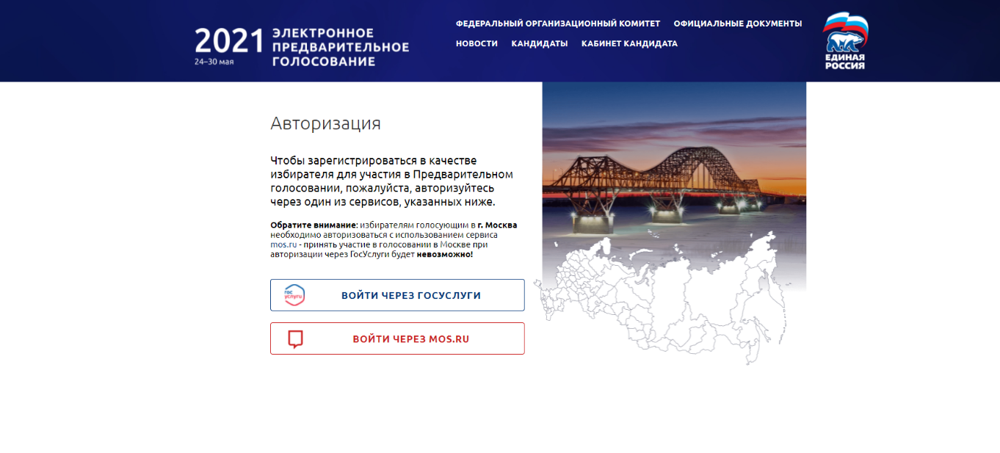 2021
24–30 мая
ЭЛЕКТРОННОЕ
ПРЕДВАРИТЕЛЬНОЕ
ГОЛОСОВАНИЕ
ФЕДЕРАЛЬНЫЙ ОРГАНИЗАЦИОННЫЙ КОМИТЕТ ОФИЦИАЛЬНЫЕ ДОКУМЕНТЫ
НОВОСТИ КАНДИДАТЫ КАБИНЕТ КАНДИДАТА
ЕДИНАЯ
РОССИЯ
Авторизация
Чтобы зарегистрироваться в качестве
избирателя для участия в Предварительном
голосовании, пожалуйста, авторизуйтесь
через один из сервисов, указанных ниже.
Обратите внимание: избирателям голосующим в г. Москва
необходимо авторизоваться с использованием сервиса
mos.ru - принять участие в голосовании в Москве при
авторизации через ГосУслуги будет невозможно!
гос
услуги
ВОЙТИ ЧЕРЕЗ ГОСУСЛУГИ
ВОЙТИ ЧЕРЕЗ MOS.RU